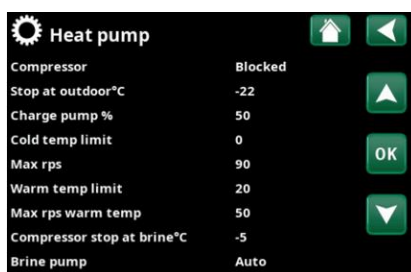 Heat pump
Compressor Blocked
Stop at outdoor°C -22
Charge pump % 50
Cold temp limit 0
OK
Max rps 90
Warm temp limit 20
Max rps warm temp 50
Compressor stop at brine°C -5
Brine pump Auto